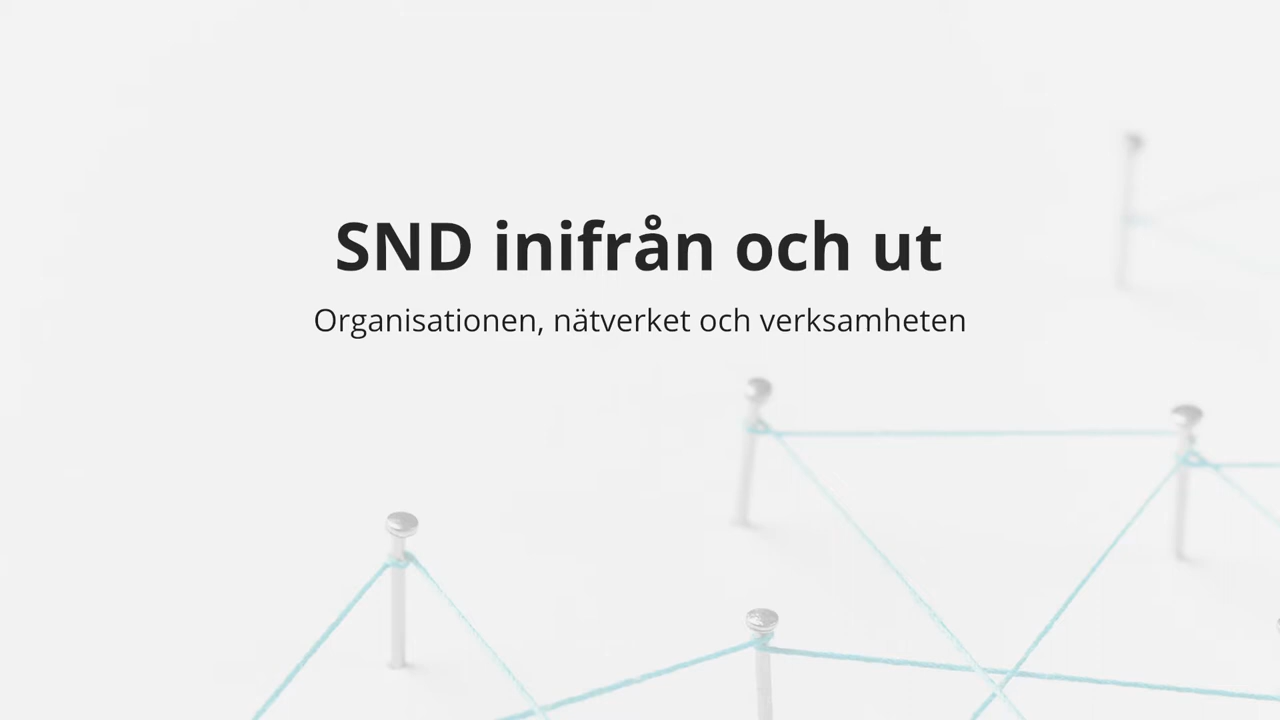 SND inifrån och ut
Organisationen, nätverket och verksamheten